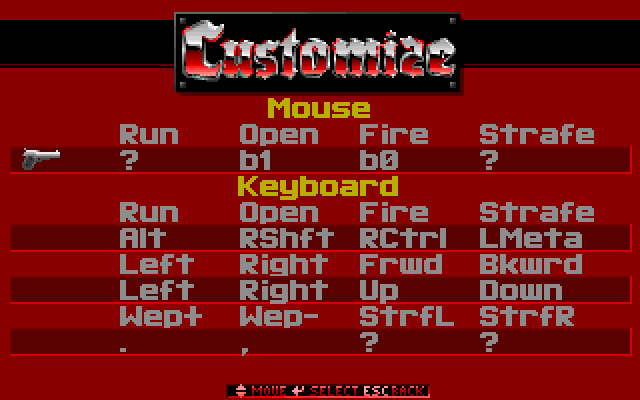 Customize
Mouse
Run Open Fire Strafe
? b1 b0 ?
Keyboard
Run Open Fire Strafe
Alt RShft RCtrl LMeta
Left Right Frwd Bkwrd
Left Right Up Down
Wep+ Wep- StrfL StrfR
. , ? ?
MOVE SELECT ESC BACK